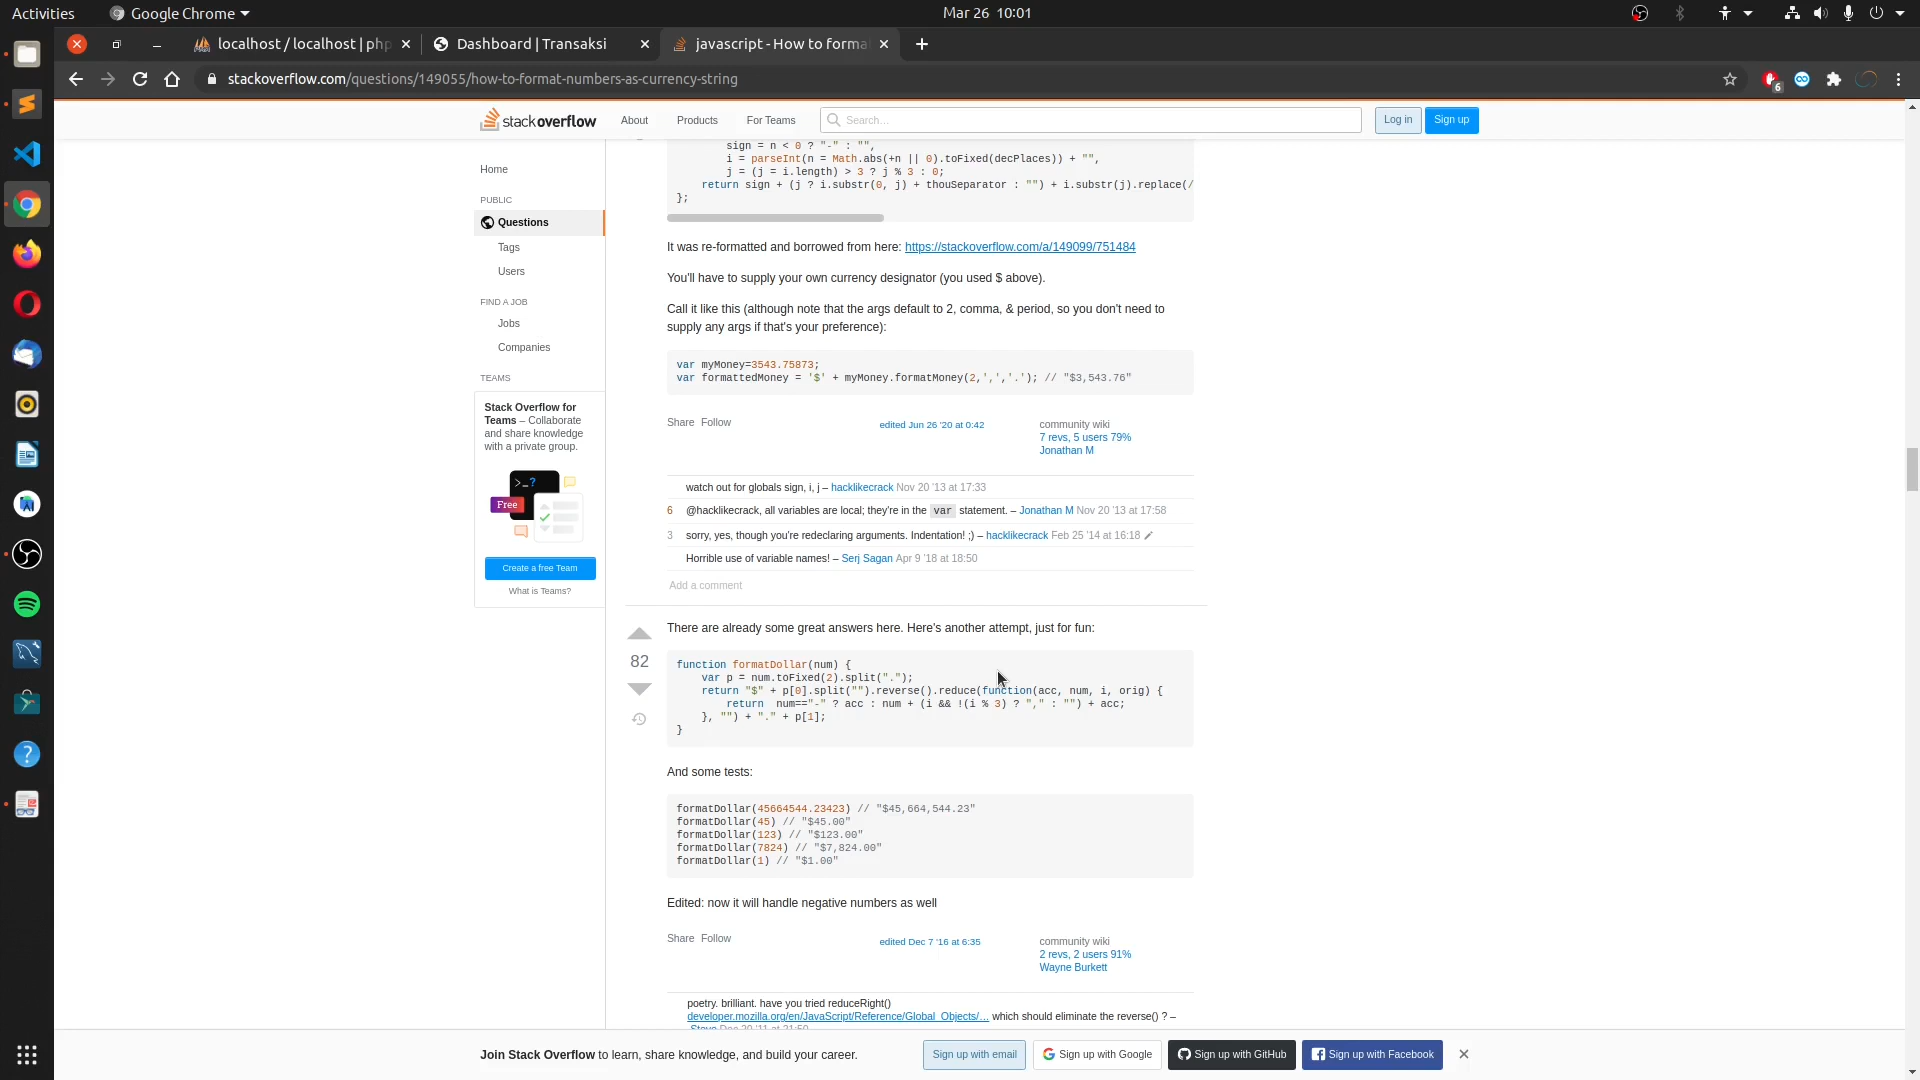 Activities
Google Chrome
Mar 26 10:01
localhost / localhost | php
Dashboard | Transaksi
javascript - How to forma
stackoverflow.com/questions/149055/how-to-format-numbers-as-currency-string
6
stackoverflow
About
Products
For Teams
Search...
Log in
Sign up
Home
PUBLIC
Questions
Tags
Users
FIND A JOB
Jobs
Companies
TEAMS
Stack Overflow for
Teams – Collaborate
and share knowledge
with a private group.
>_?
Free
Create a free Team
What is Teams?
sign = n < 0 ? "-" : "",
i = parseInt(n = Math.abs(+n || 0).toFixed(decPlaces)) + "",
j = (j = i.length) > 3 ? j % 3 : 0;
return sign + (j ? i.substr(0, j) + thouSeparator : "") + i.substr(j).replace(/
};
It was re-formatted and borrowed from here: https://stackoverflow.com/a/149099/751484
You'll have to supply your own currency designator (you used $ above).
Call it like this (although note that the args default to 2, comma, & period, so you don't need to
supply any args if that's your preference):
var myMoney=3543.75873;
var formattedMoney = '$' + myMoney.formatMoney(2,',','.'); // "$3,543.76"
Share Follow
edited Jun 26 '20 at 0:42
community wiki
7 revs, 5 users 79%
Jonathan M
watch out for globals sign, i, j – hacklikecrack Nov 20 '13 at 17:33
6 @hacklikecrack, all variables are local; they're in the var statement. – Jonathan M Nov 20 '13 at 17:58
3 sorry, yes, though you're redeclaring arguments. Indentation! ;) – hacklikecrack Feb 25 '14 at 16:18
Horrible use of variable names! – Serj Sagan Apr 9 '18 at 18:50
Add a comment
82
There are already some great answers here. Here's another attempt, just for fun:
function formatDollar(num) {
var p = num.toFixed(2).split(".");
return "$" + p[0].split("").reverse().reduce(function(acc, num, i, orig) {
return  num=="-" ? acc : num + (i && !(i % 3) ? "," : "") + acc;
}, "") + "." + p[1];
}
And some tests:
formatDollar(45664544.23423) // "$45,664,544.23"
formatDollar(45) // "$45.00"
formatDollar(123) // "$123.00"
formatDollar(7824) // "$7,824.00"
formatDollar(1) // "$1.00"
Edited: now it will handle negative numbers as well
Share Follow
edited Dec 7 '16 at 6:35
community wiki
2 revs, 2 users 91%
Wayne Burkett
poetry. brilliant. have you tried reduceRight()
developer.mozilla.org/en/JavaScript/Reference/Global_Objects/… which should eliminate the reverse() ? –
Join Stack Overflow to learn, share knowledge, and build your career.
Sign up with email
Sign up with Google
Sign up with GitHub
Sign up with Facebook